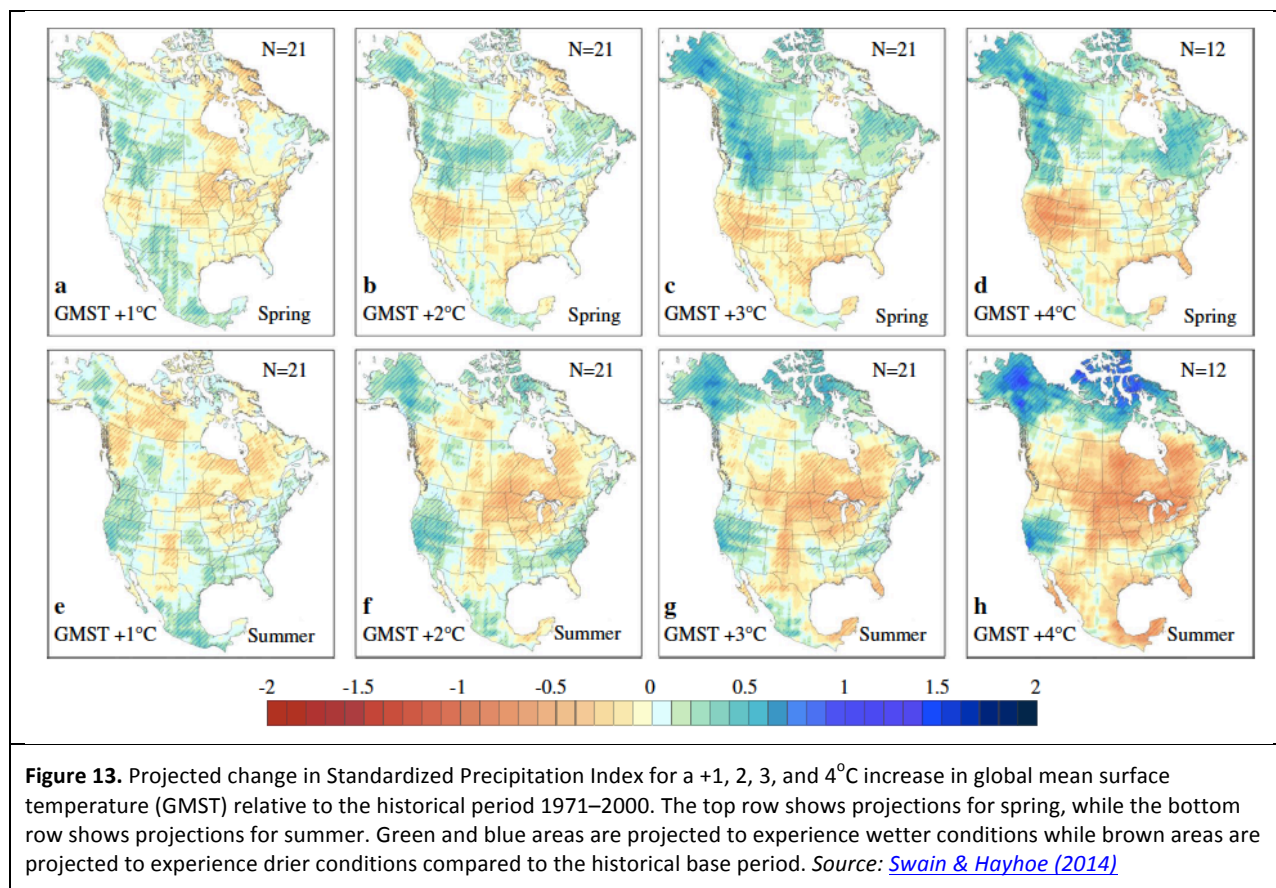 N=21 N=21 N=21 N=12
a b c d
GMST +1°C Spring GMST +2°C Spring GMST +3°C Spring GMST +4°C Spring
N=21 N=21 N=21 N=12
e f g h
GMST +1°C Summer GMST +2°C Summer GMST +3°C Summer GMST +4°C Summer
-2 -1.5 -1 -0.5 0 0.5 1 1.5 2
Figure 13. Projected change in Standardized Precipitation Index for a +1, 2, 3, and 4°C increase in global mean surface
temperature (GMST) relative to the historical period 1971–2000. The top row shows projections for spring, while the bottom
row shows projections for summer. Green and blue areas are projected to experience wetter conditions while brown areas are
projected to experience drier conditions compared to the historical base period. Source: Swain & Hayhoe (2014)